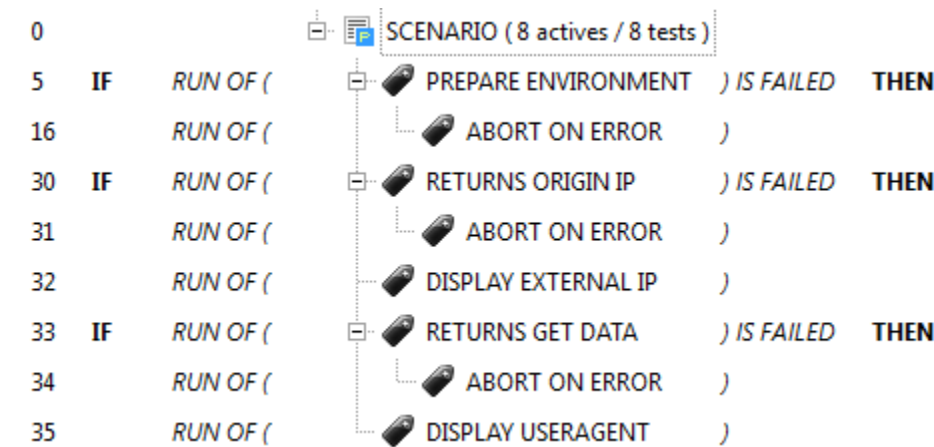 0 SCENARIO ( 8 actives / 8 tests )
5 IF RUN OF ( PREPARE ENVIRONMENT ) IS FAILED THEN
16 RUN OF ( ABORT ON ERROR )
30 IF RUN OF ( RETURNS ORIGIN IP ) IS FAILED THEN
31 RUN OF ( ABORT ON ERROR )
32 RUN OF ( DISPLAY EXTERNAL IP )
33 IF RUN OF ( RETURNS GET DATA ) IS FAILED THEN
34 RUN OF ( ABORT ON ERROR )
35 RUN OF ( DISPLAY USERAGENT )